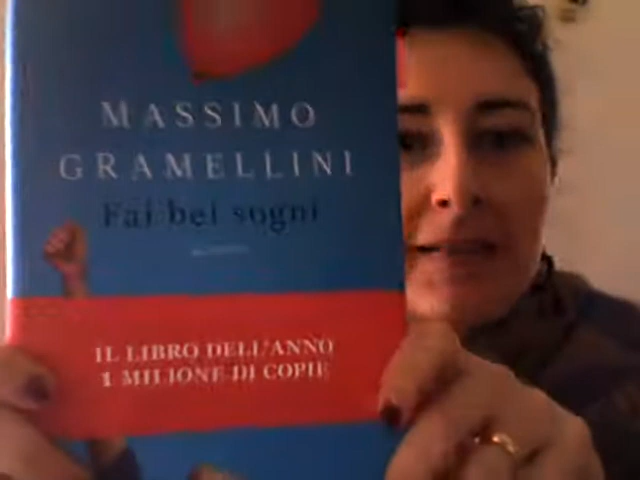 MASSIMO
GRAMELLINI
Fai bei sogni
IL LIBRO DELL'ANNO
1 MILIONE DI COPIE